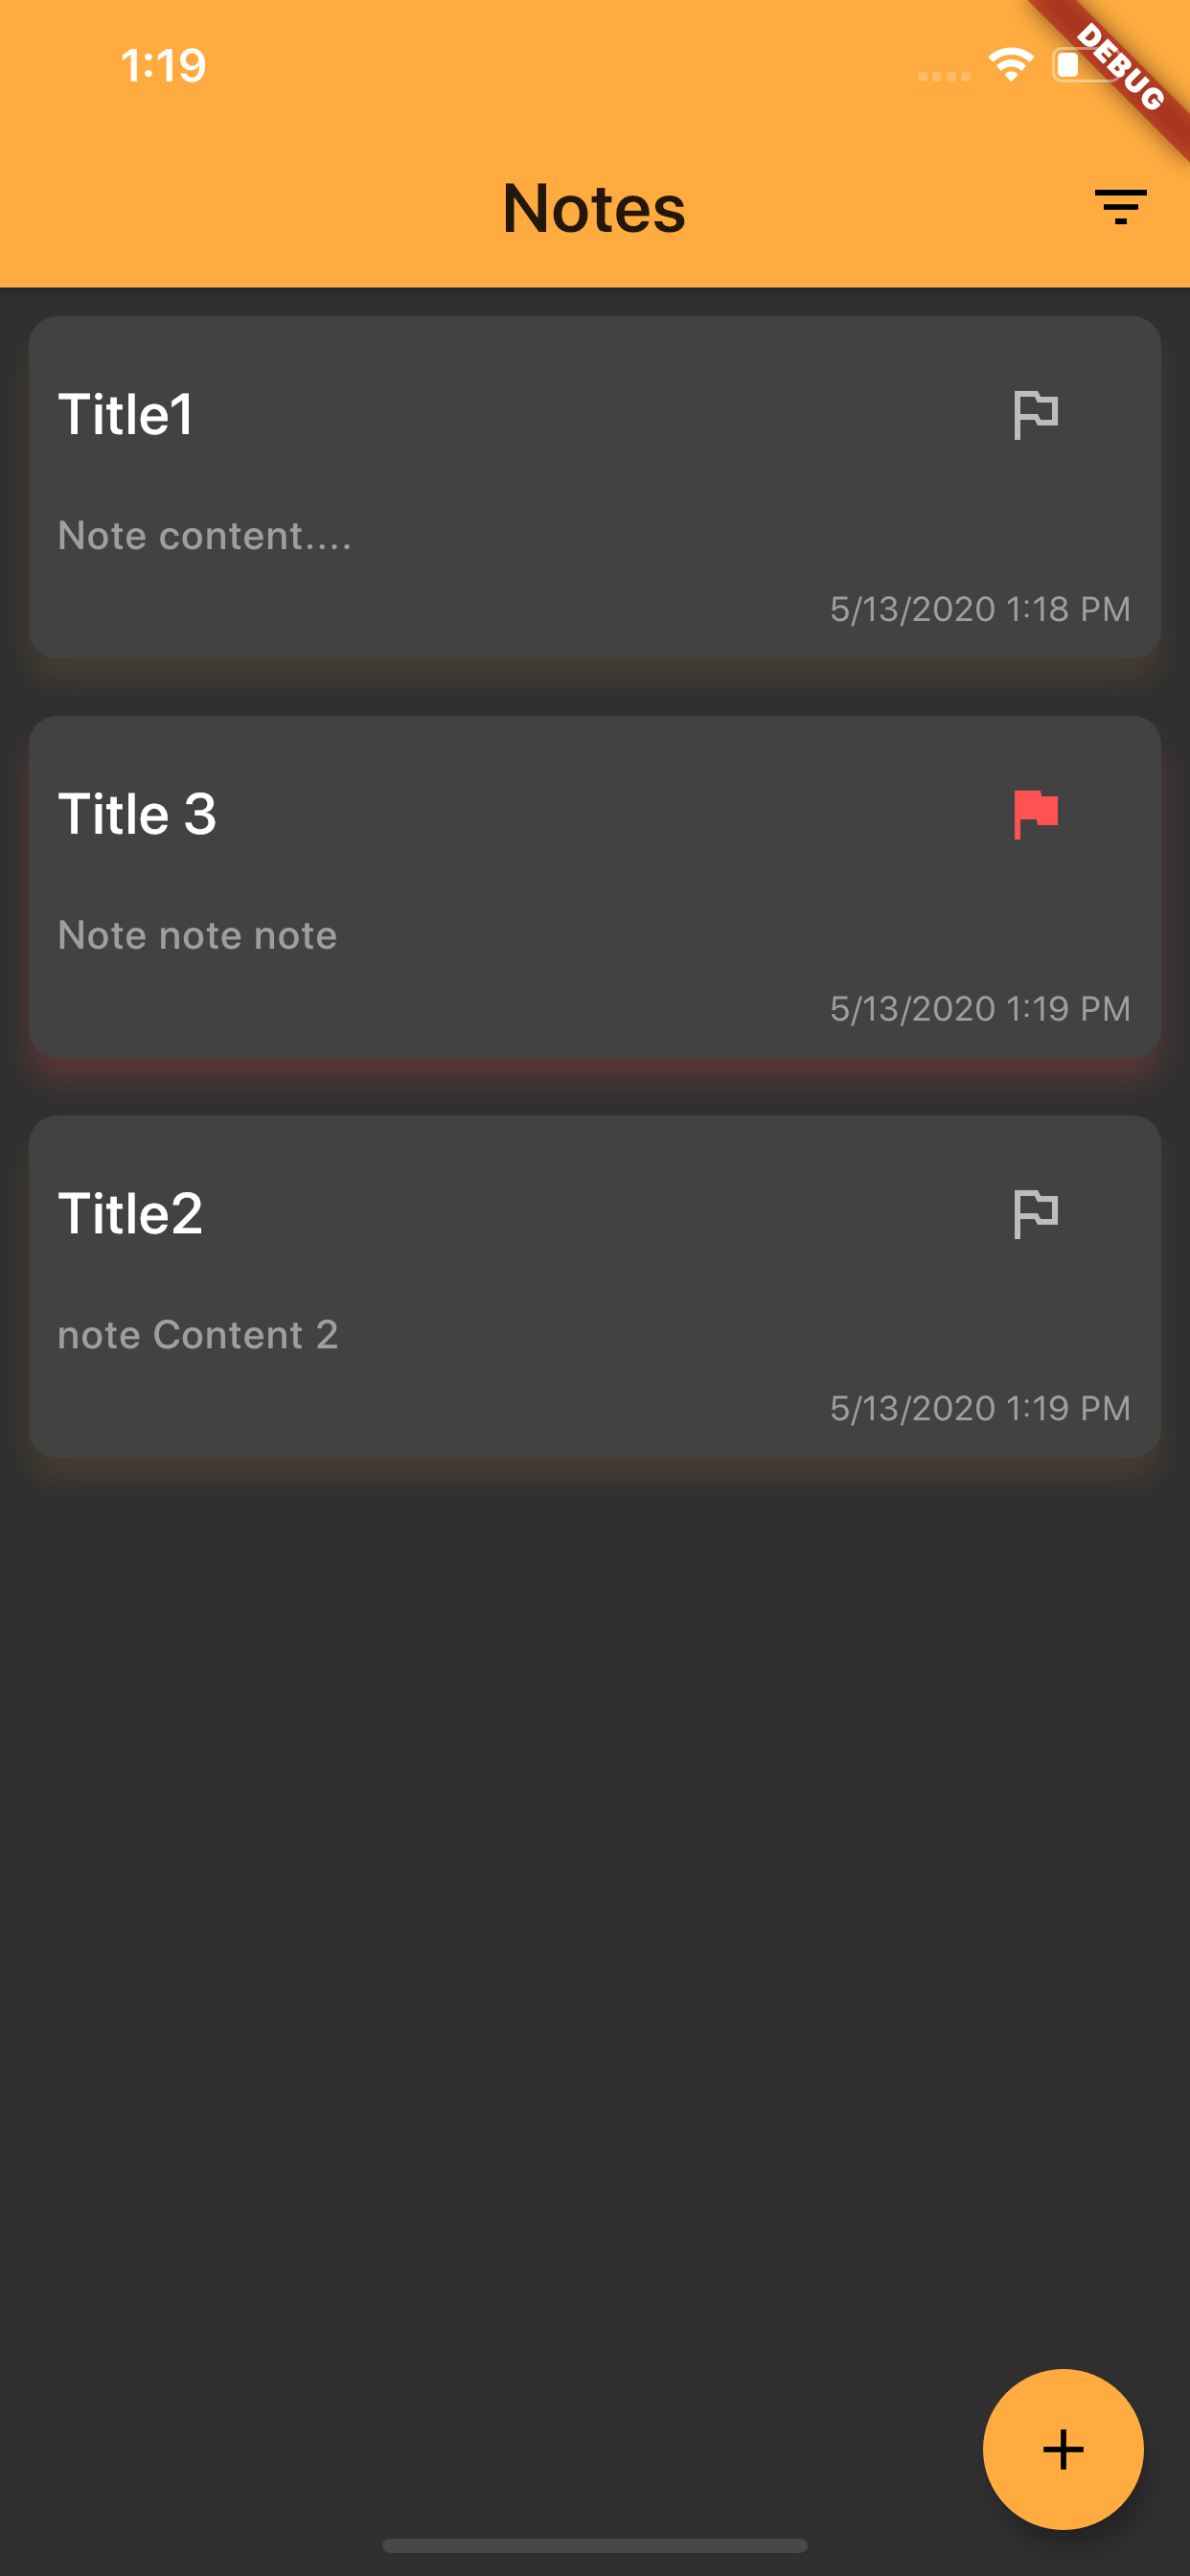 1:19
DEBUG
Notes
Title1
Note content....
5/13/2020 1:18 PM
Title 3
Note note note
5/13/2020 1:19 PM
Title2
note Content 2
5/13/2020 1:19 PM